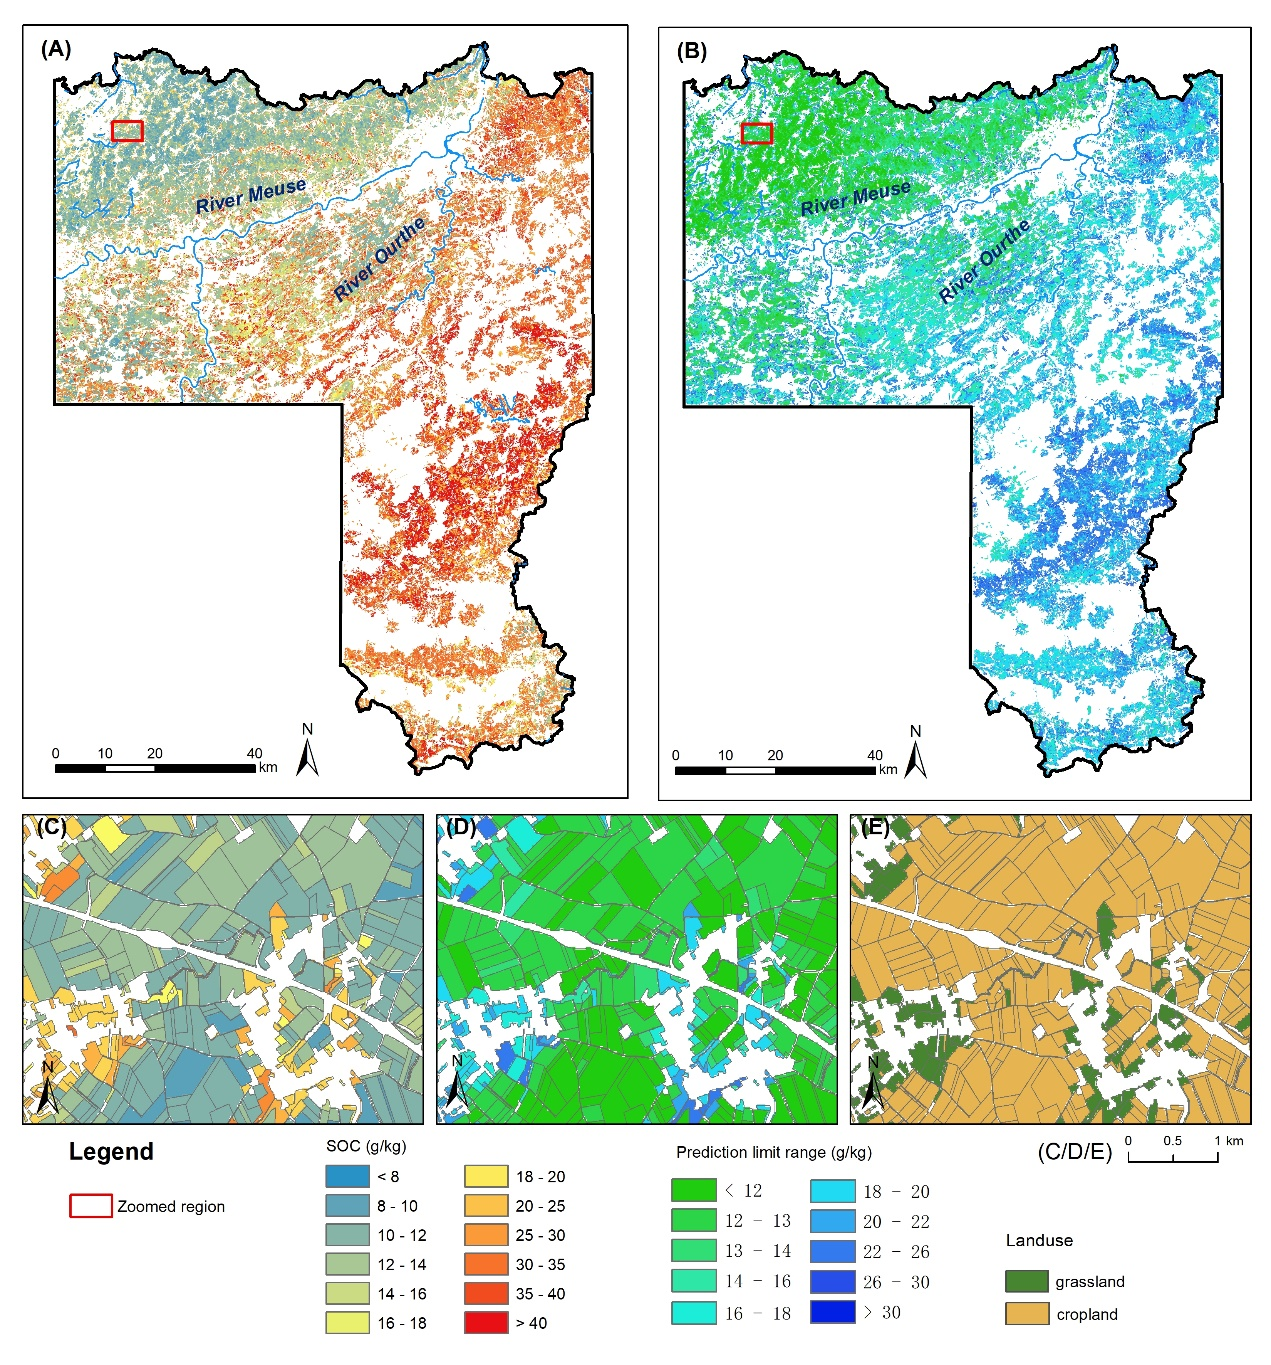 (A)
River Meuse
River Ourthe
N
0 10 20 40
km
(B)
River Meuse
River Ourthe
N
0 10 20 40
km
(C)
N
(D)
N
(E)
N
Legend
Zoomed region
SOC (g/kg)
< 8
8 - 10
10 - 12
12 - 14
14 - 16
16 - 18
18 - 20
20 - 25
25 - 30
30 - 35
35 - 40
> 40
Prediction limit range (g/kg)
< 12
12 - 13
13 - 14
14 - 16
16 - 18
18 - 20
20 - 22
22 - 26
26 - 30
> 30
(C/D/E)
0 0.5 1 km
Landuse
grassland
cropland